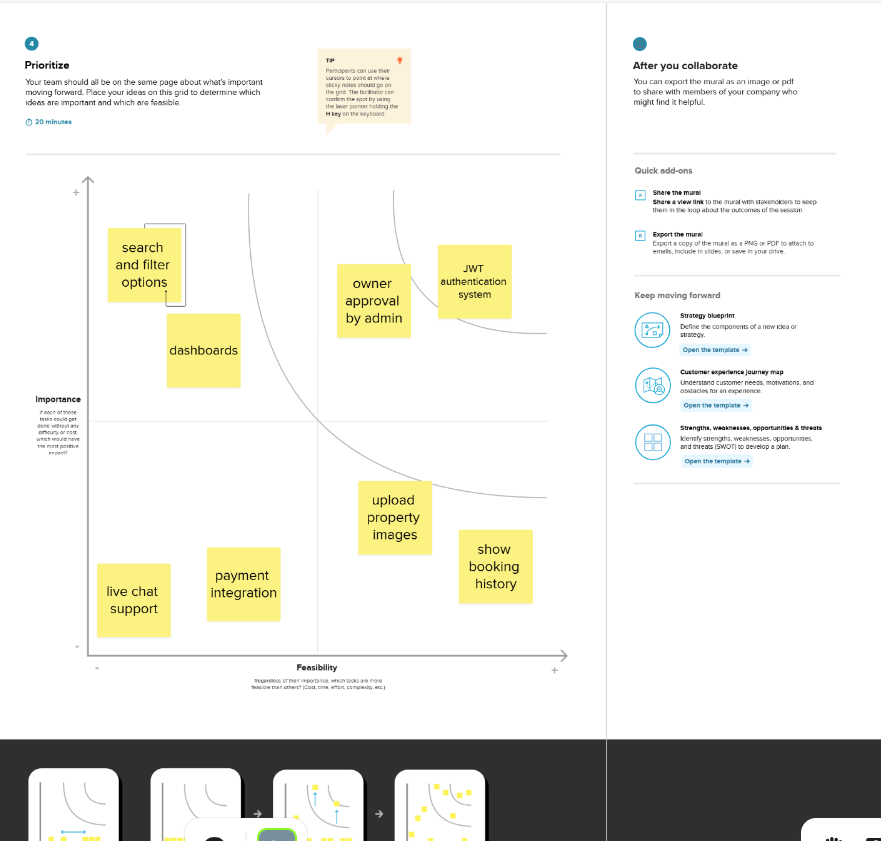 4
Prioritize
Your team should all be on the same page about what's important
moving forward. Place your ideas on this grid to determine which
ideas are important and which are feasible.
20 minutes
TIP
Participants can use their
cursors to point at where
sticky notes should go on
the grid. The facilitator can
confirm the spot by using
the laser pointer holding the
H key on the keyboard.
+
search
and filter
options
dashboards
owner
approval
by admin
JWT
authentication
system
Importance
If each of these
tasks could get
done without any
difficulty or cost,
which would have
the most positive
impact?
upload
property
images
show
booking
history
live chat
support
payment
integration
-
-
Feasibility
+
Regardless of their importance, which tasks are more
feasible than others? (Cost, time, effort, complexity, etc.)
After you collaborate
You can export the mural as an image or pdf
to share with members of your company who
might find it helpful.
Quick add-ons
A
Share the mural
Share a view link to the mural with stakeholders to keep
them in the loop about the outcomes of the session.
B
Export the mural
Export a copy of the mural as a PNG or PDF to attach to
emails, include in slides, or save in your drive.
Keep moving forward
Strategy blueprint
Define the components of a new idea or
strategy.
Open the template →
Customer experience journey map
Understand customer needs, motivations, and
obstacles for an experience.
Open the template →
Strengths, weaknesses, opportunities & threats
Identify strengths, weaknesses, opportunities,
and threats (SWOT) to develop a plan.
Open the template →